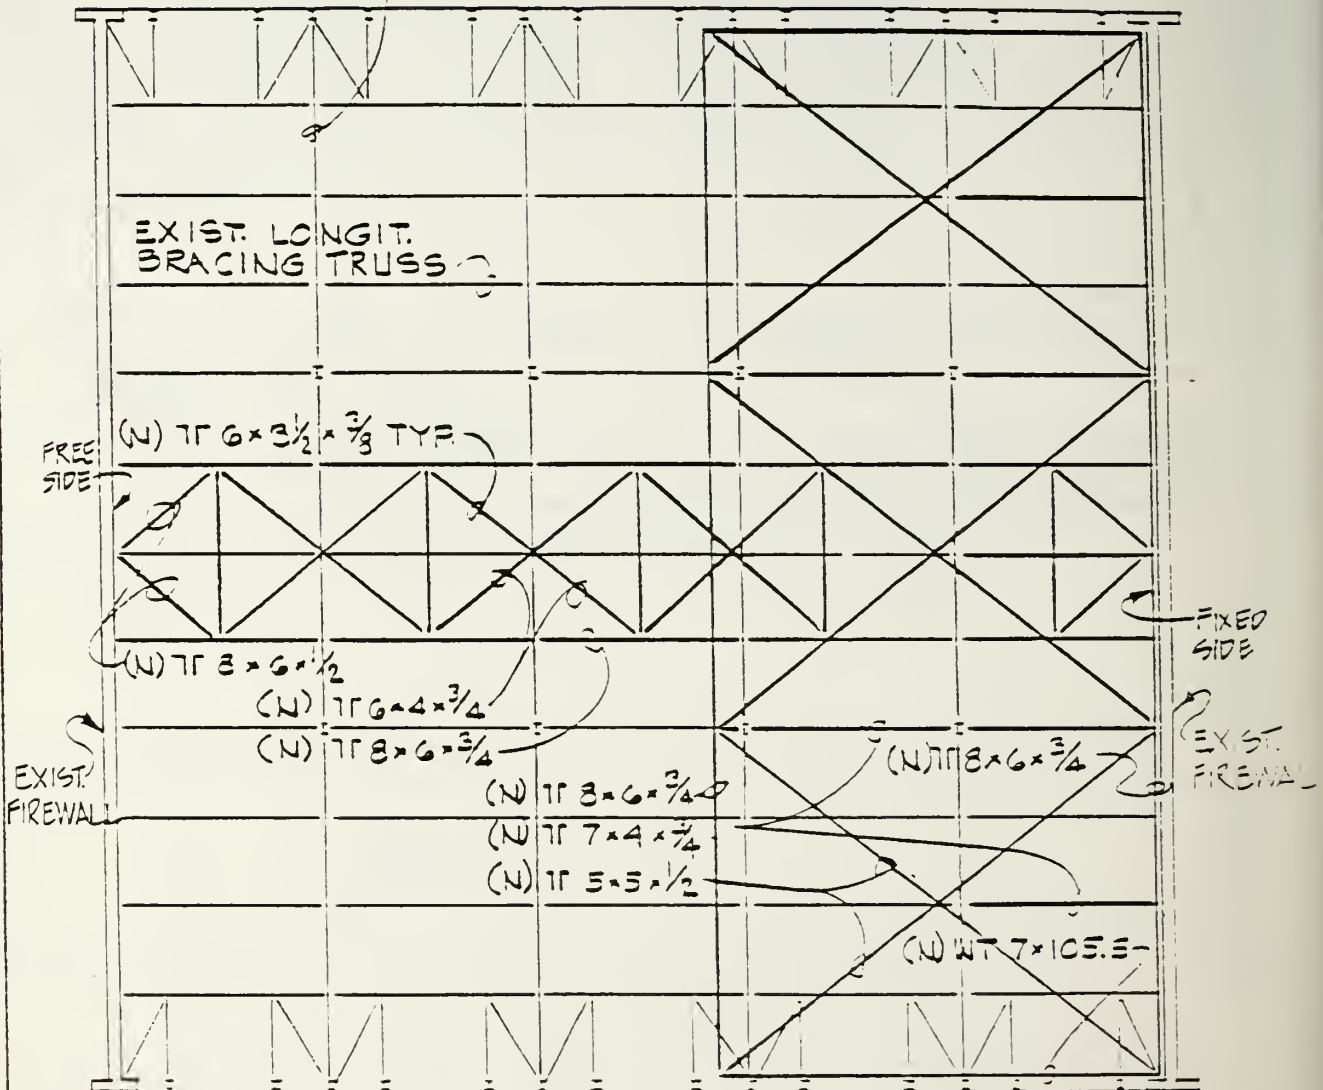 EXIST. LONGIT.
BRACING TRUSS
(N) ⅂Γ 6 × 3 1/2 × 3/8 TYP.
FREE
SIDE
FIXED
SIDE
(N) ⅂Γ 8 × 6 × 1/2
(N) ⅂Γ 6 × 4 × 3/4
(N) ⅂Γ 8 × 6 × 3/4
(N) ⅂Γ 8 × 6 × 3/4
EXIST.
FIREWALL
EXIST.
FIREWALL
(N) ⅂Γ 8 × 6 × 3/4
(N) ⅂Γ 7 × 4 × 3/4
(N) ⅂Γ 5 × 5 × 1/2
(N) WT 7 × 105.5